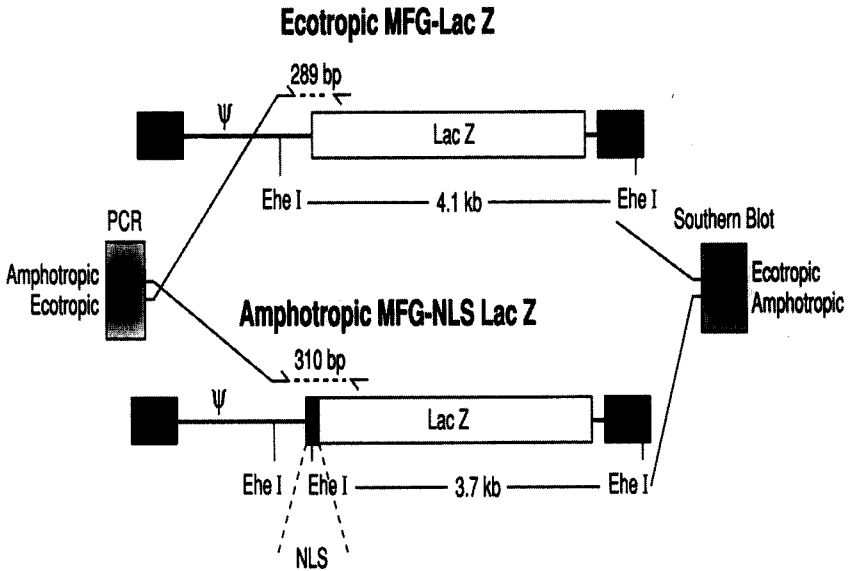 Ecotropic MFG-Lac Z
289 bp
ψ
Lac Z
Ehe I
4.1 kb
Ehe I
PCR
Southern Blot
Amphotropic
Ecotropic
Ecotropic
Amphotropic
Amphotropic MFG-NLS Lac Z
310 bp
ψ
Lac Z
Ehe I
Ehe I
3.7 kb
Ehe I
NLS